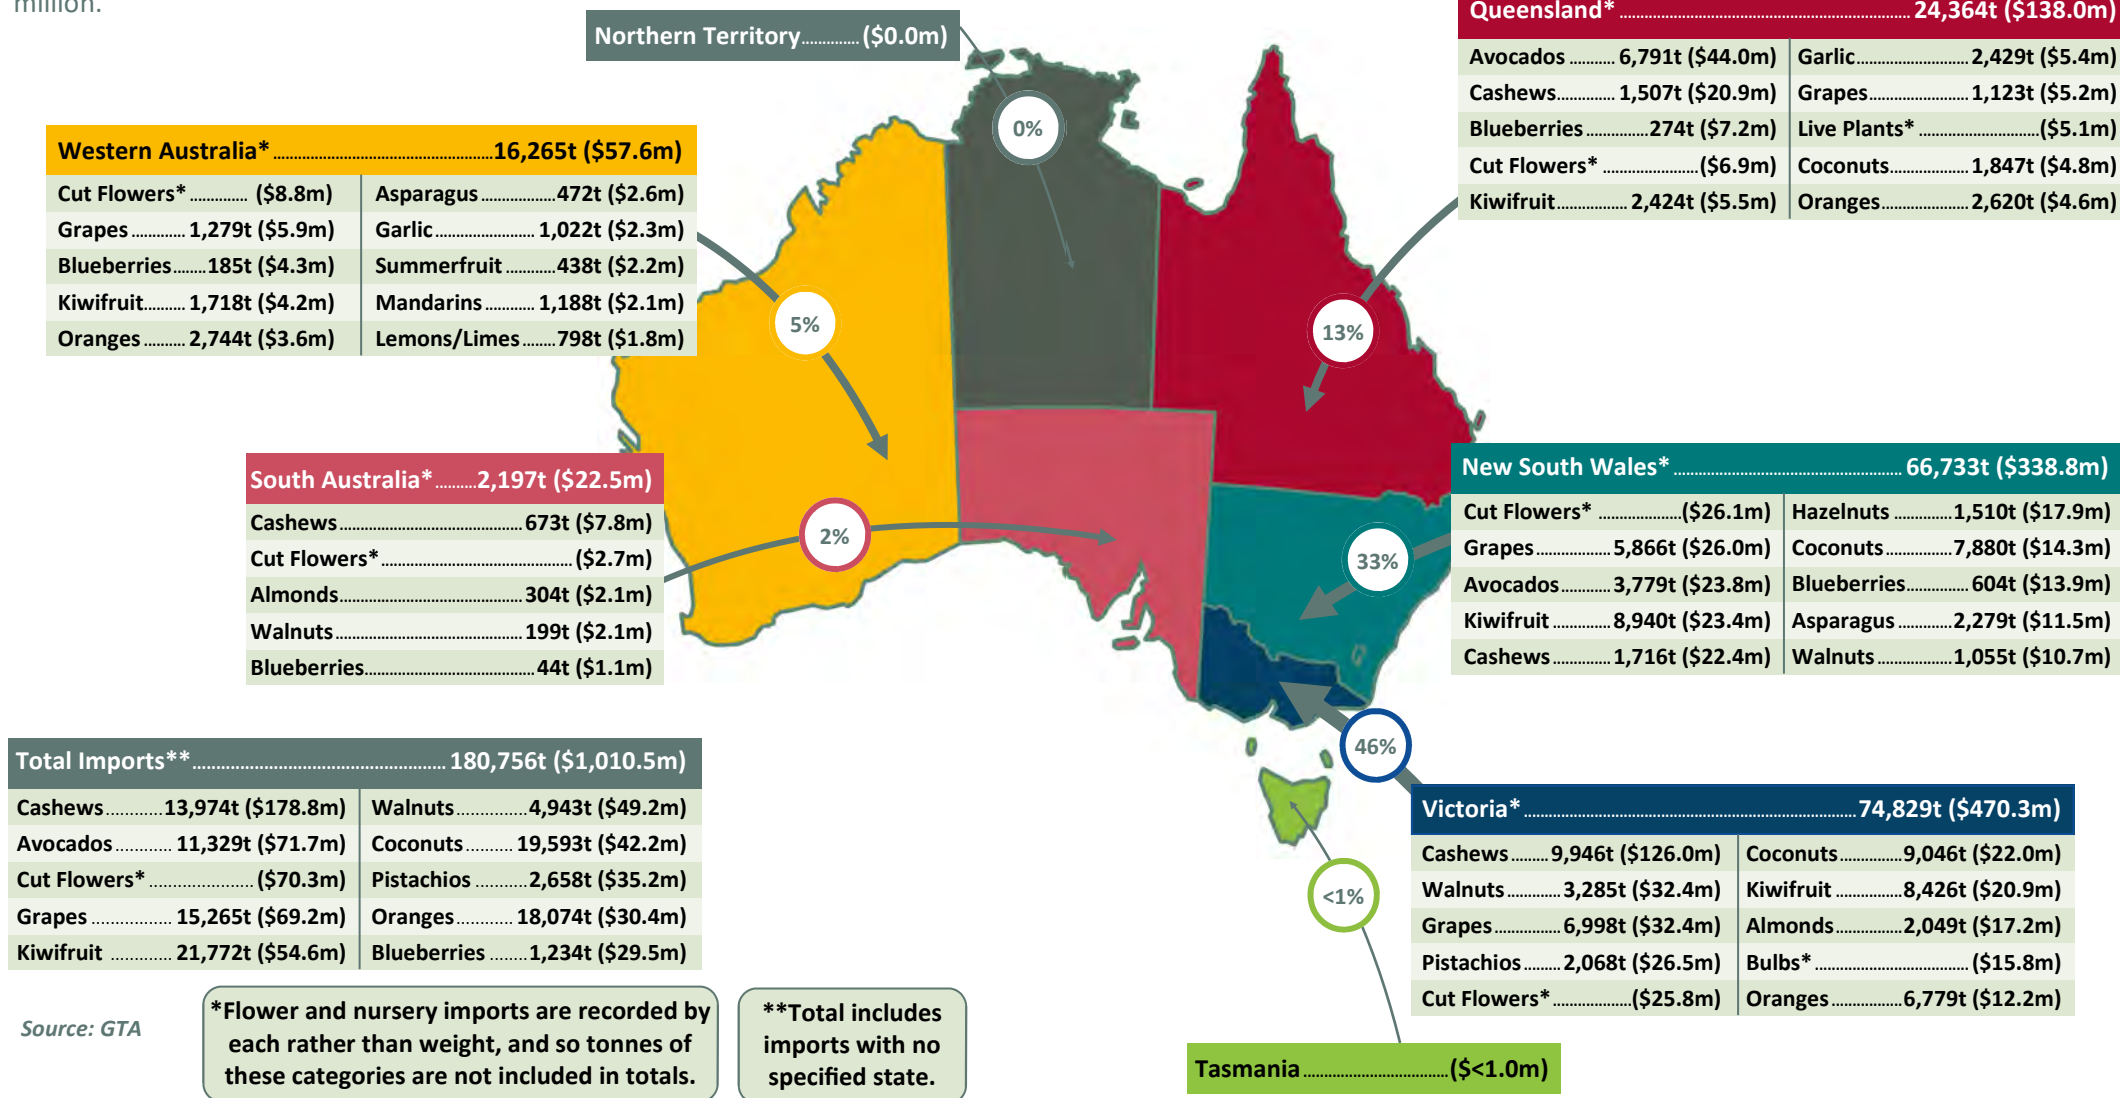 million.
Northern Territory.............. ($0.0m)
0%
Queensland* .......... 24,364t ($138.0m)
Avocados .......... 6,791t ($44.0m)
Cashews .......... 1,507t ($20.9m)
Blueberries .......... 274t ($7.2m)
Cut Flowers* .......... ($6.9m)
Kiwifruit .......... 2,424t ($5.5m)
Garlic .......... 2,429t ($5.4m)
Grapes .......... 1,123t ($5.2m)
Live Plants* .......... ($5.1m)
Coconuts .......... 1,847t ($4.8m)
Oranges .......... 2,620t ($4.6m)
13%
Western Australia* .......... 16,265t ($57.6m)
Cut Flowers* .......... ($8.8m)
Grapes .......... 1,279t ($5.9m)
Blueberries .......... 185t ($4.3m)
Kiwifruit .......... 1,718t ($4.2m)
Oranges .......... 2,744t ($3.6m)
Asparagus .......... 472t ($2.6m)
Garlic .......... 1,022t ($2.3m)
Summerfruit .......... 438t ($2.2m)
Mandarins .......... 1,188t ($2.1m)
Lemons/Limes .......... 798t ($1.8m)
5%
South Australia* .......... 2,197t ($22.5m)
Cashews .......... 673t ($7.8m)
Cut Flowers* .......... ($2.7m)
Almonds .......... 304t ($2.1m)
Walnuts .......... 199t ($2.1m)
Blueberries .......... 44t ($1.1m)
2%
New South Wales* .......... 66,733t ($338.8m)
Cut Flowers* .......... ($26.1m)
Grapes .......... 5,866t ($26.0m)
Avocados .......... 3,779t ($23.8m)
Kiwifruit .......... 8,940t ($23.4m)
Cashews .......... 1,716t ($22.4m)
Hazelnuts .......... 1,510t ($17.9m)
Coconuts .......... 7,880t ($14.3m)
Blueberries .......... 604t ($13.9m)
Asparagus .......... 2,279t ($11.5m)
Walnuts .......... 1,055t ($10.7m)
33%
Total Imports** .......... 180,756t ($1,010.5m)
Cashews .......... 13,974t ($178.8m)
Avocados .......... 11,329t ($71.7m)
Cut Flowers* .......... ($70.3m)
Grapes .......... 15,265t ($69.2m)
Kiwifruit .......... 21,772t ($54.6m)
Walnuts .......... 4,943t ($49.2m)
Coconuts .......... 19,593t ($42.2m)
Pistachios .......... 2,658t ($35.2m)
Oranges .......... 18,074t ($30.4m)
Blueberries .......... 1,234t ($29.5m)
46%
Victoria* .......... 74,829t ($470.3m)
Cashews .......... 9,946t ($126.0m)
Walnuts .......... 3,285t ($32.4m)
Grapes .......... 6,998t ($32.4m)
Pistachios .......... 2,068t ($26.5m)
Cut Flowers* .......... ($25.8m)
Coconuts .......... 9,046t ($22.0m)
Kiwifruit .......... 8,426t ($20.9m)
Almonds .......... 2,049t ($17.2m)
Bulbs* .......... ($15.8m)
Oranges .......... 6,779t ($12.2m)
<1%
Tasmania .......... ($<1.0m)
Source: GTA
*Flower and nursery imports are recorded by
each rather than weight, and so tonnes of
these categories are not included in totals.
**Total includes
imports with no
specified state.